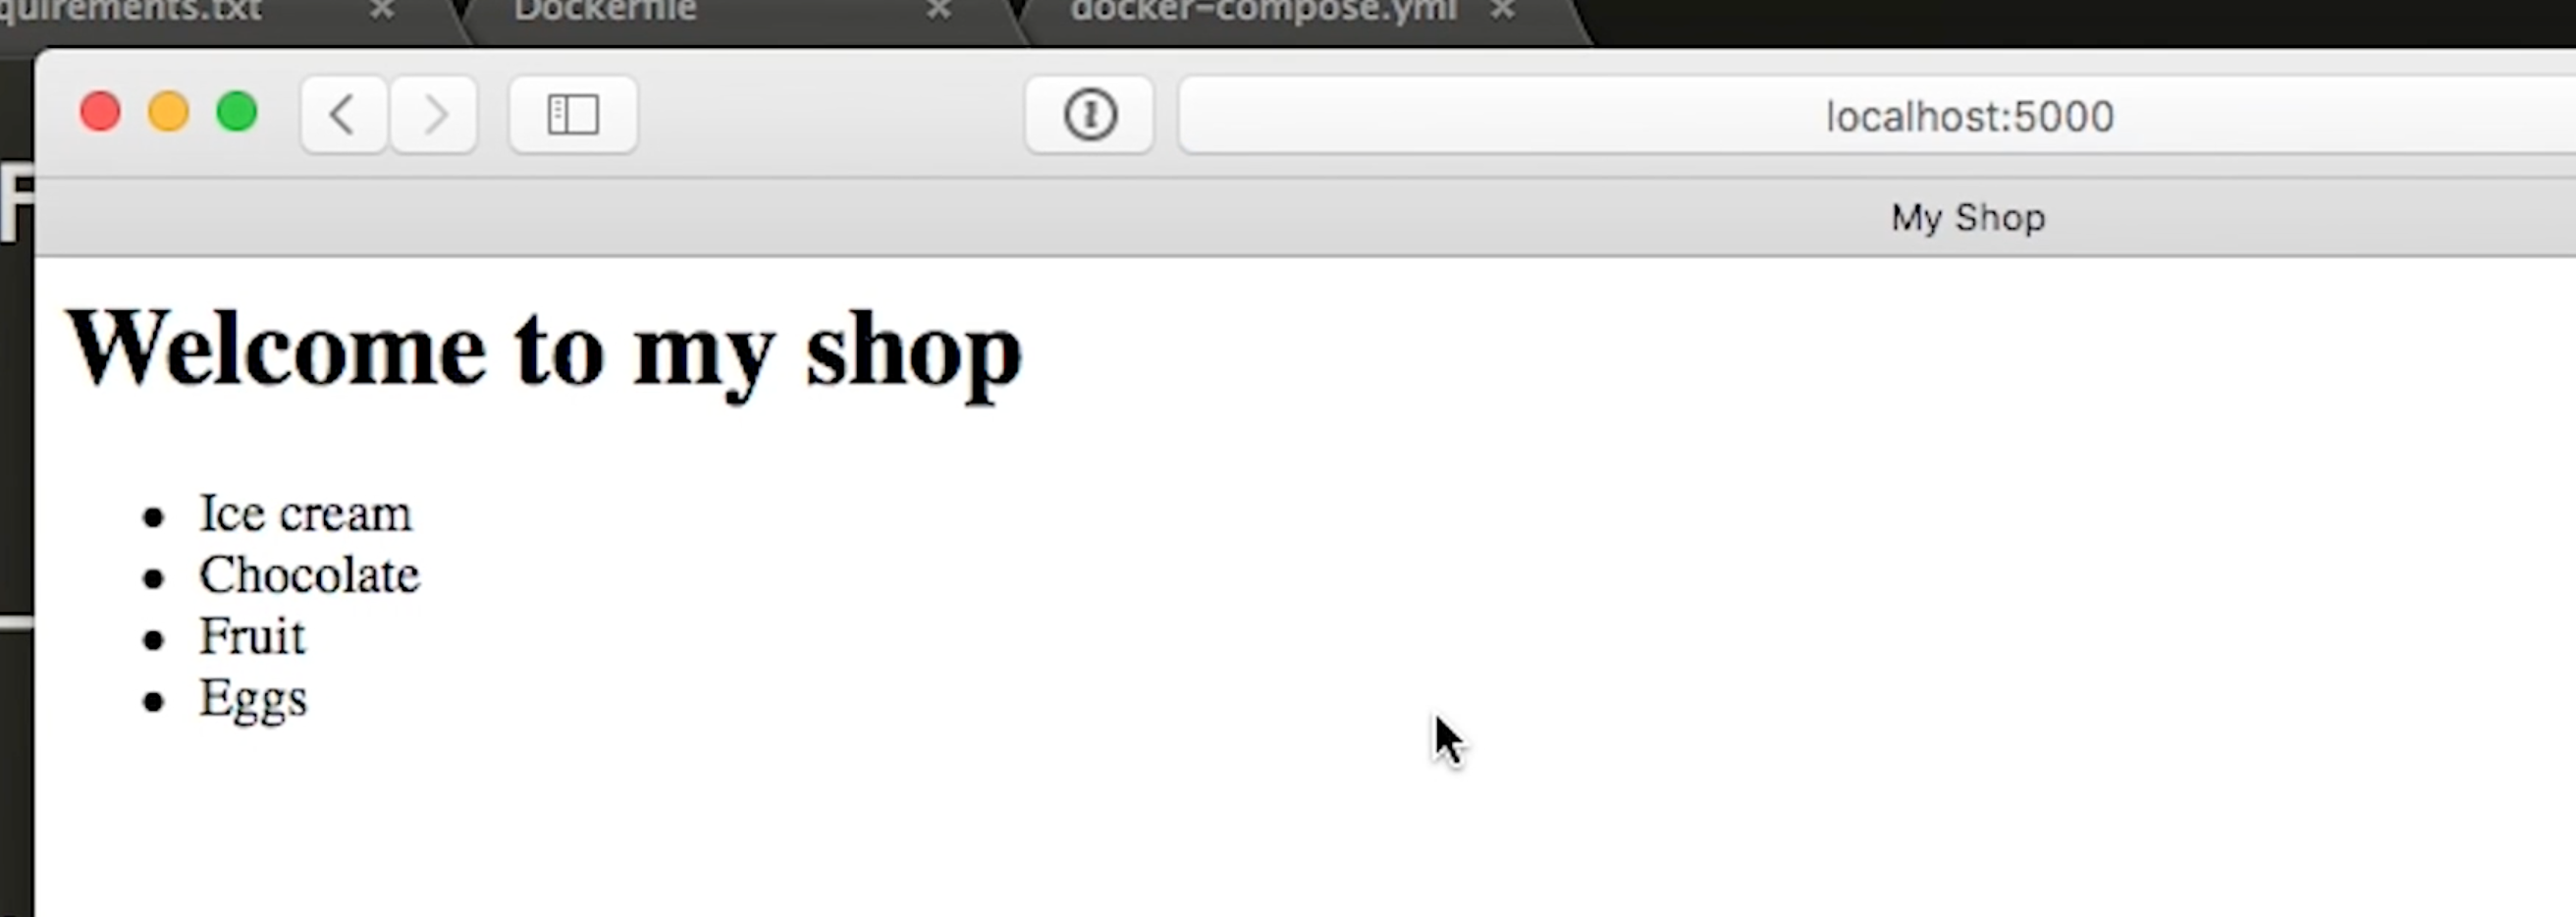 quirements.txt × Dockerfile × docker-compose.yml ×
localhost:5000
My Shop
Welcome to my shop
• Ice cream
• Chocolate
• Fruit
• Eggs